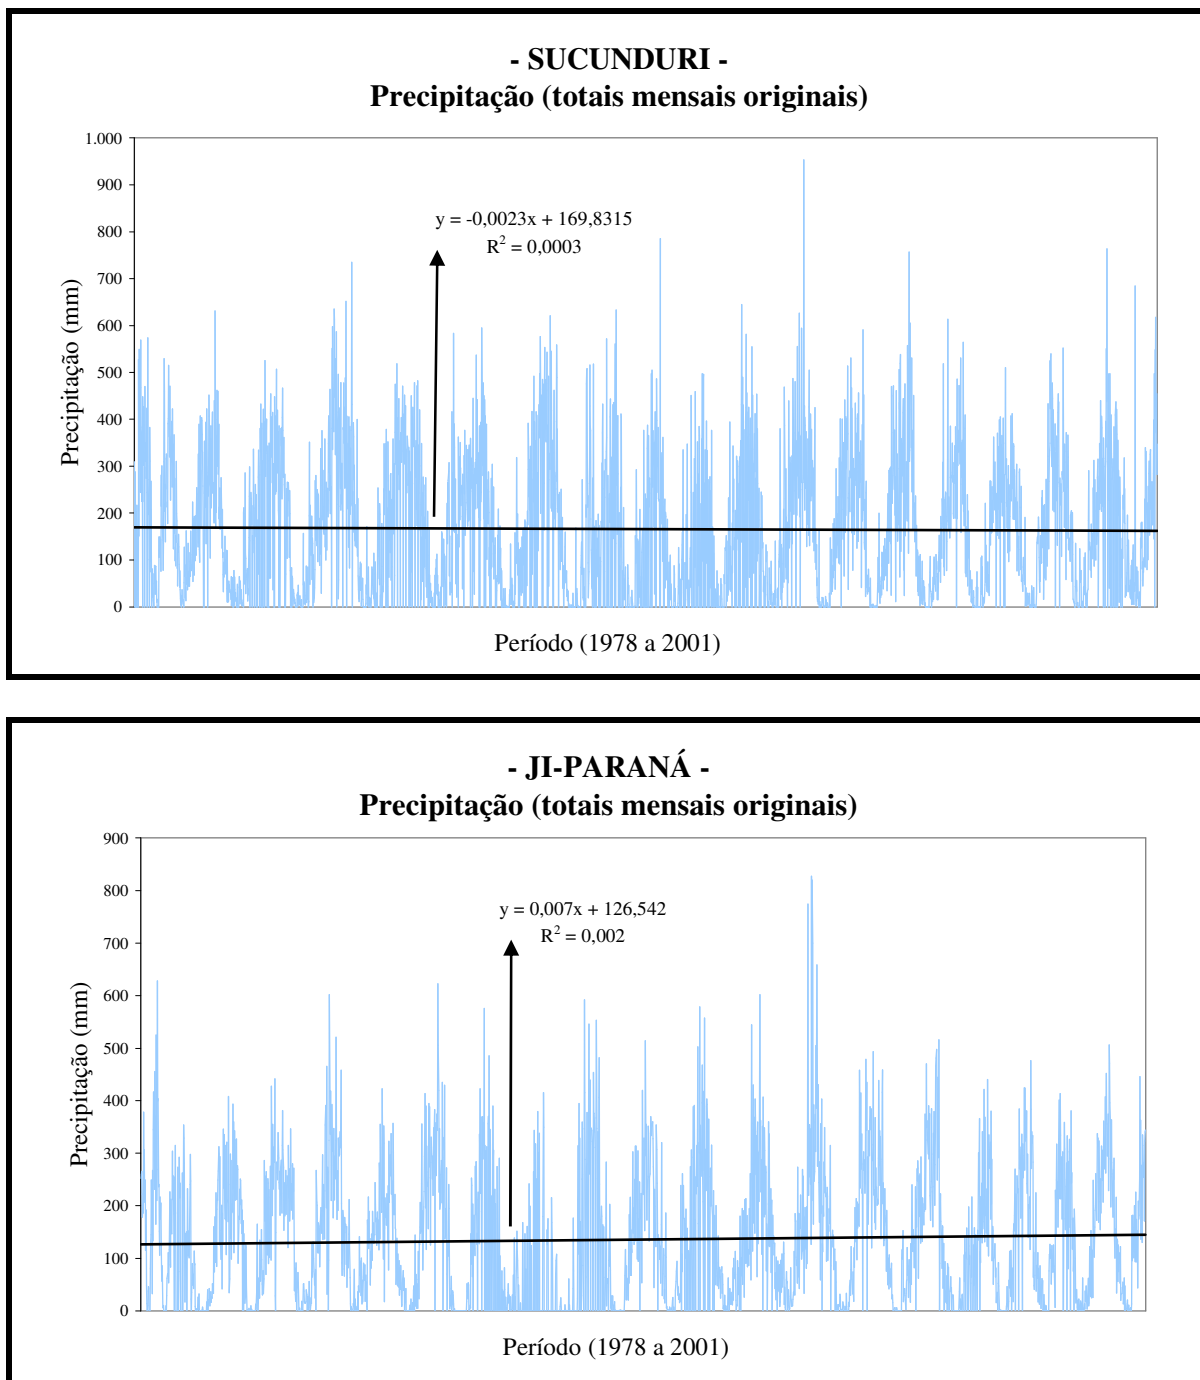 - SUCUNDURI -
Precipitação (totais mensais originais)
1.000
900
800
700
600
500
400
300
200
100
0
Precipitação (mm)
y = -0,0023x + 169,8315
R² = 0,0003
Período (1978 a 2001)
- JI-PARANÁ -
Precipitação (totais mensais originais)
900
800
700
600
500
400
300
200
100
0
Precipitação (mm)
y = 0,007x + 126,542
R² = 0,002
Período (1978 a 2001)